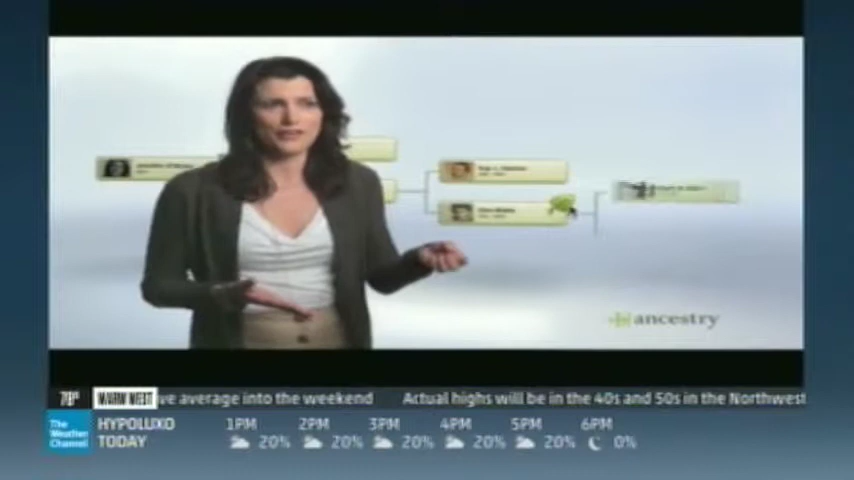 ancestry
78° WARM WEST ve average into the weekend Actual highs will be in the 40s and 50s in the Northwest
The Weather Channel
HYPOLUXO TODAY
1PM 2PM 3PM 4PM 5PM 6PM
20% 20% 20% 20% 20% 0%